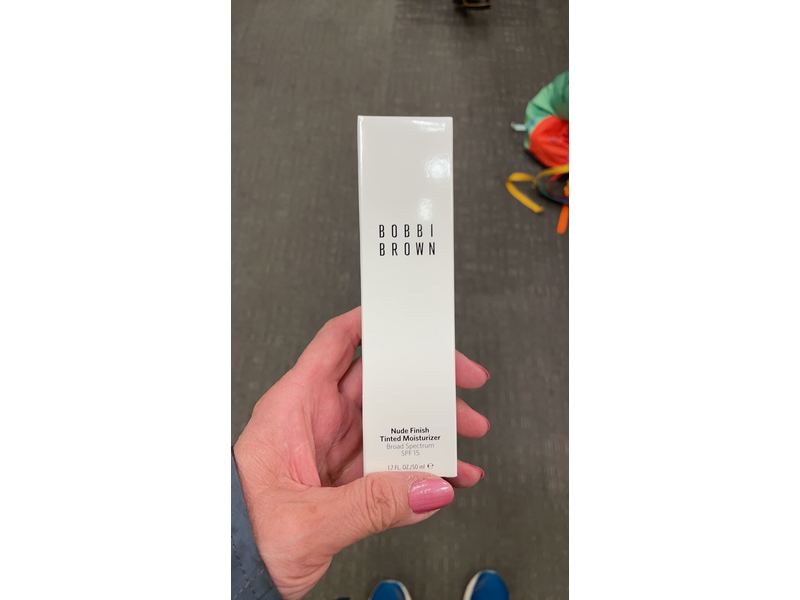 BOBBI
BROWN
Nude Finish
Tinted Moisturizer
Broad Spectrum
SPF 15
1.7 FL. OZ./50 ml ℮